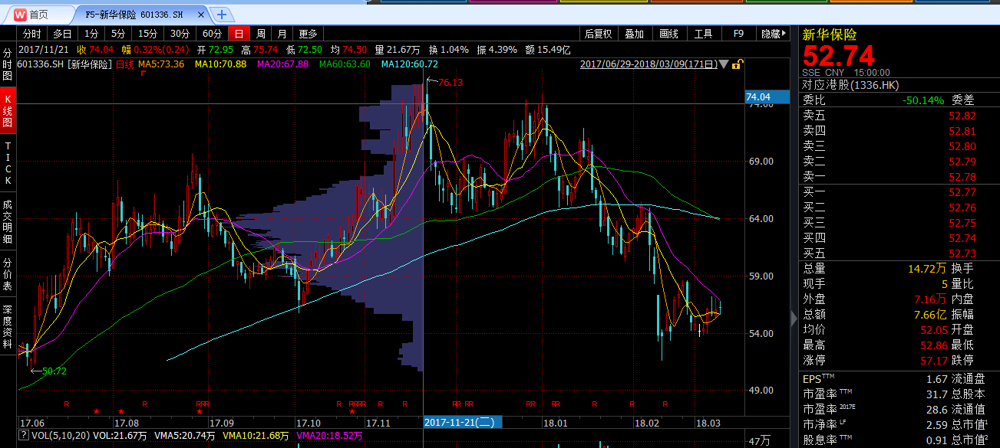 首页
F5-新华保险 601336.SH
分时 多日 1分 5分 15分 30分 60分 日 周 月 更多
后复权 叠加 画线 工具 F9 隐藏
2017/11/21 收 74.04 幅 0.32%(0.24) 开 72.95 高 75.74 低 72.50 均 74.50 量 21.67万 换 1.04% 振 4.39% 额 15.49亿
601336.SH [新华保险] 日线 MA5:73.36 MA10:70.88 MA20:67.88 MA60:63.60 MA120:60.72
2017/06/29-2018/03/09(171日)
分时图
K线图
TICK
成交明细
分价表
深度资料
76.13
50.72
74.04
74.00
69.00
64.00
59.00
54.00
49.00
r
R R RRR R RRRR R R RR RR RR RR R R R
17.06 17.08 17.09 17.10 17.11 2017-11-21(二) 18.01 18.02 18.03
? VOL(5,10,20) VOL:21.67万 VMA5:20.74万 VMA10:21.68万 VMA20:18.52万
47万
新华保险
52.74
SSE CNY 15:00:00
对应港股(1336.HK)
委比 -50.14% 委差
卖五 52.82
卖四 52.81
卖三 52.80
卖二 52.79
卖一 52.78
买一 52.77
买二 52.76
买三 52.75
买四 52.74
买五 52.73
总量 14.72万 换手
现手 5 量比
外盘 7.16万 内盘
总额 7.66亿 振幅
均价 52.05 开盘
最高 52.86 最低
涨停 57.17 跌停
EPS TTM 1.67 流通盘
市盈率 TTM 31.7 总股本
市盈率 2017E 28.6 流通值
市净率 LF 2.59 总市值1
股息率 TTM 0.91 总市值2